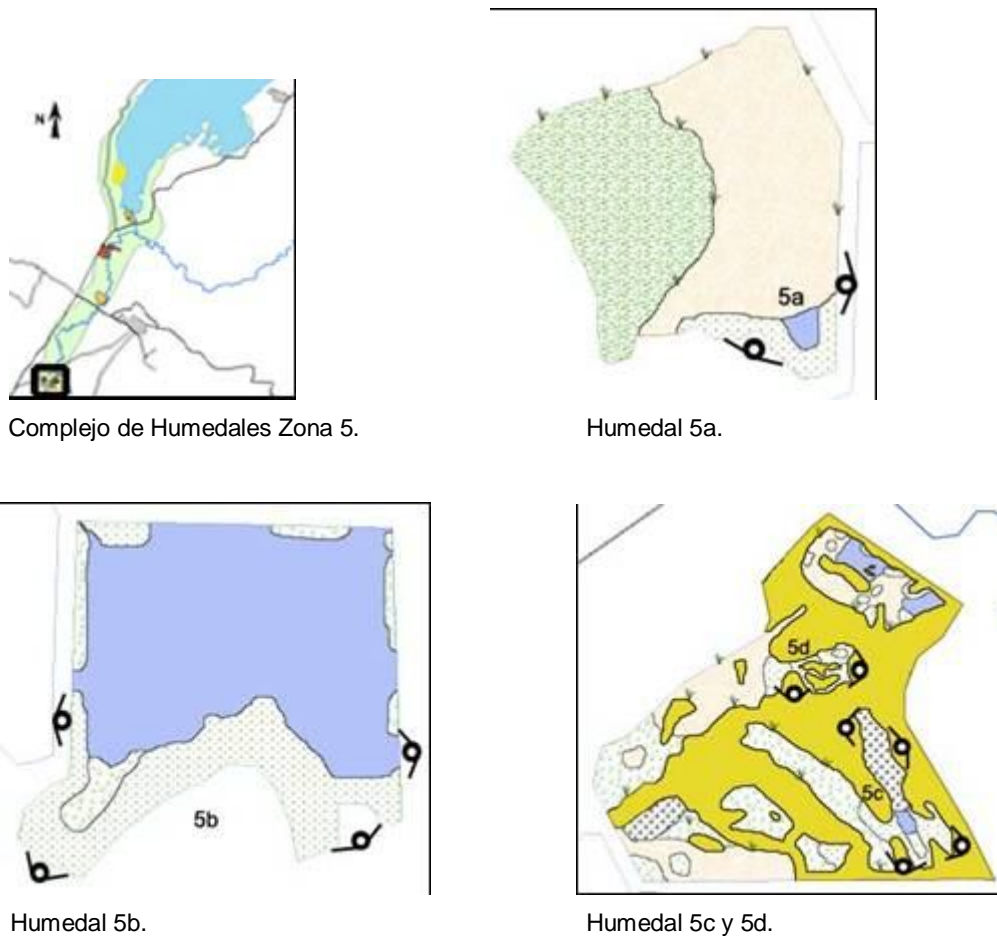 N
5a
Complejo de Humedales Zona 5.
Humedal 5a.
5b
5d
5c
Humedal 5b.
Humedal 5c y 5d.